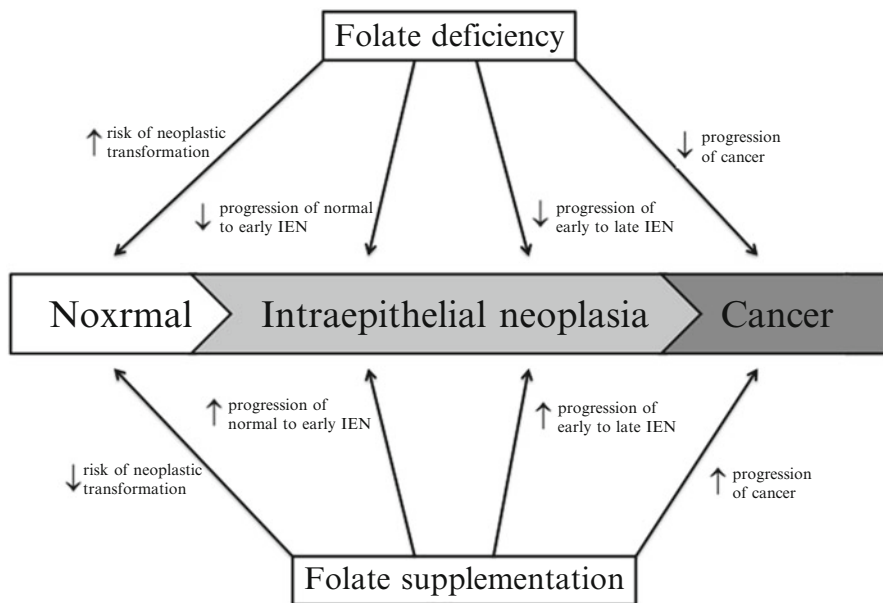 Folate deficiency
↑ risk of neoplastic
transformation
↓ progression
of cancer
↓ progression of normal
to early IEN
↓ progression of
early to late IEN
Noxrmal
Intraepithelial neoplasia
Cancer
↑ progression of
normal to early IEN
↑ progression of
early to late IEN
↓ risk of neoplastic
transformation
↑ progression
of cancer
Folate supplementation